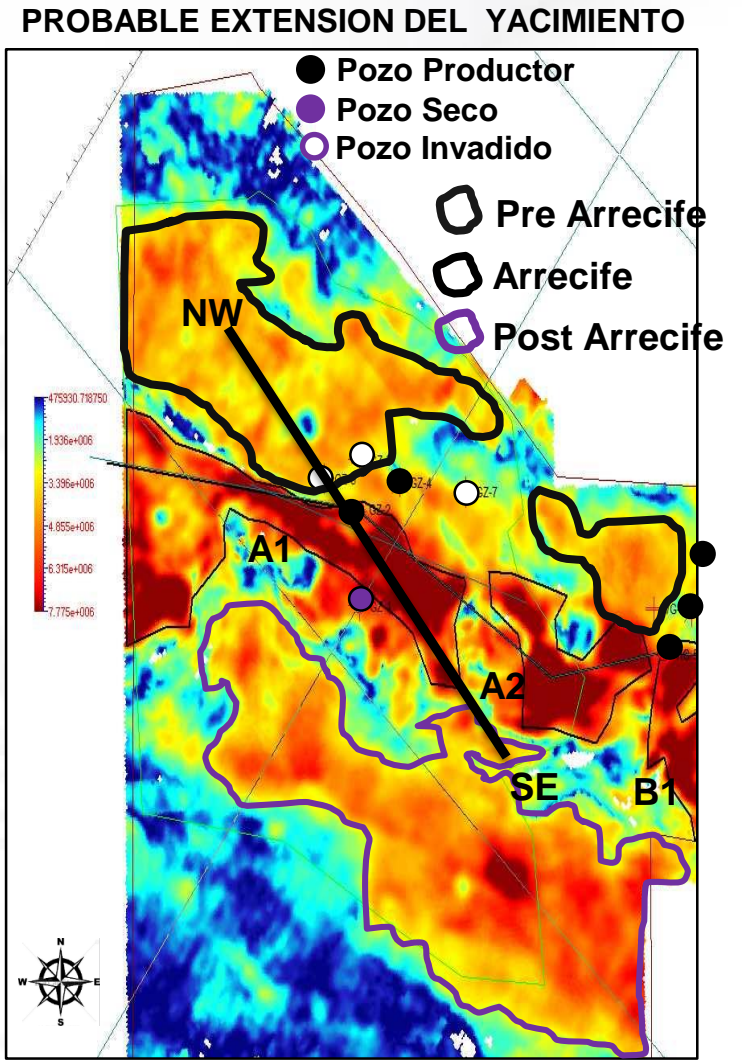 PROBABLE EXTENSION DEL YACIMIENTO
Pozo Productor
Pozo Seco
Pozo Invadido
Pre Arrecife
Arrecife
Post Arrecife
NW
475930.718750
1.936e+006
3.396e+006
4.855e+006
6.315e+006
7.775e+006
GZ-4
GZ-7
GZ-2
A1
A2
SE
B1
N
W
E
S